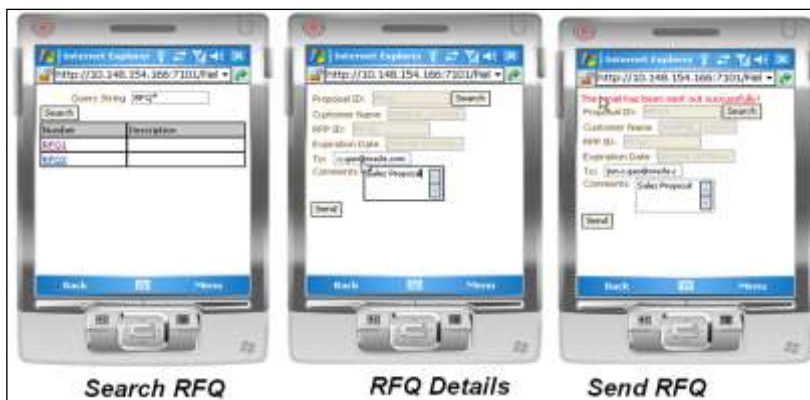 Internet Explorer
http://10.148.154.166:7101/Fiel
Query String RFQ*
Search
Number Description
RFQ1
RFQ2
Back Menu
Search RFQ
Internet Explorer
http://10.148.154.166:7101/Fiel
Proposal ID: Search
Customer Name
RFP ID:
Expiration Date
To:
Comments Sales Proposal
Send
Back Menu
RFQ Details
Internet Explorer
http://10.148.154.166:7101/Fiel
The email has been sent out successfully!
Proposal ID: Search
Customer Name
RFP ID:
Expiration Date
To:
Comments Sales Proposal
Send
Back Menu
Send RFQ